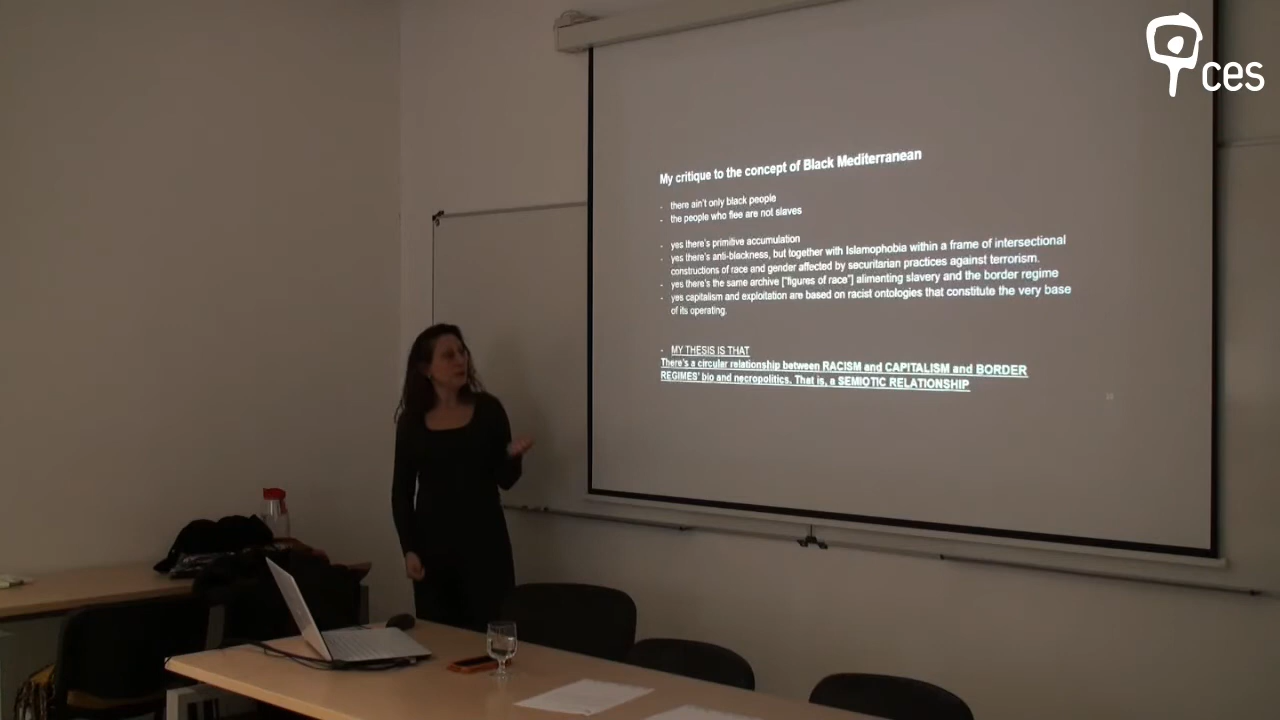 ces
My critique to the concept of Black Mediterranean
- there ain't only black people
- the people who flee are not slaves
- yes there's primitive accumulation
- yes there's anti-blackness, but together with Islamophobia within a frame of intersectional
constructions of race and gender affected by securitarian practices against terrorism.
- yes there's the same archive ["figures of race"] alimenting slavery and the border regime
- yes capitalism and exploitation are based on racist ontologies that constitute the very base
of its operating.
- MY THESIS IS THAT
There's a circular relationship between RACISM and CAPITALISM and BORDER
REGIMES' bio and necropolitics. That is, a SEMIOTIC RELATIONSHIP